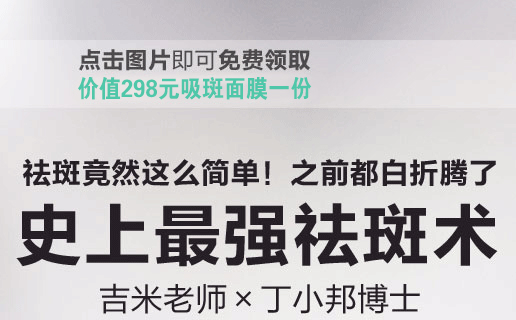 点击图片即可免费领取
价值298元吸斑面膜一份
祛斑竟然这么简单！之前都白折腾了
史上最强祛斑术
吉米老师×丁小邦博士